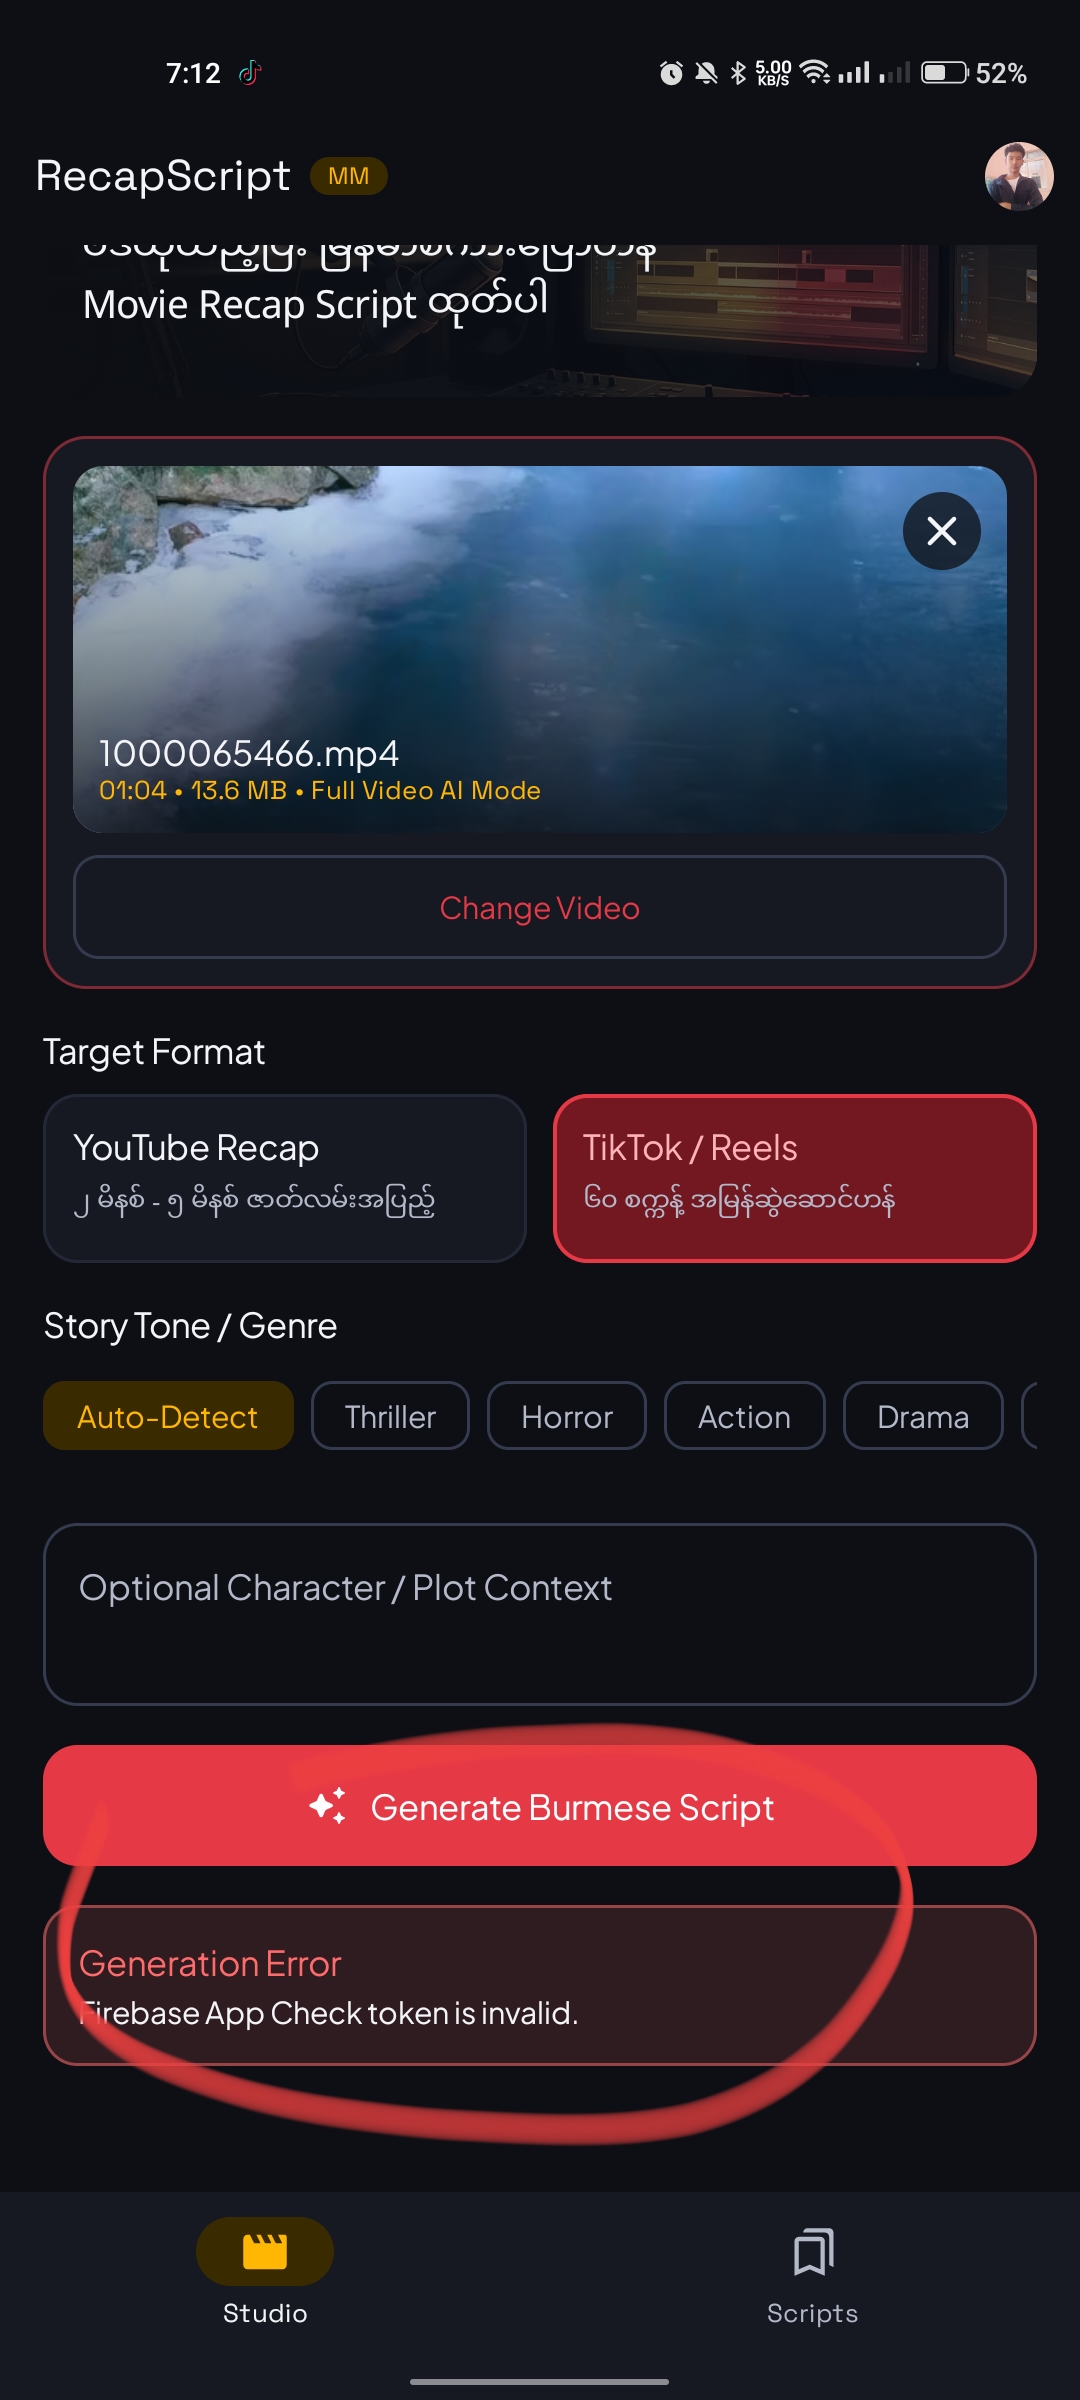 7:12
5.00 KB/S
52%
RecapScript MM
Movie Recap Script ထုတ်ပါ
1000065466.mp4
01:04 • 13.6 MB • Full Video AI Mode
Change Video
Target Format
YouTube Recap
၂ မိနစ် - ၅ မိနစ် ဇာတ်လမ်းအပြည့်
TikTok / Reels
၆၀ စက္ကန့် အမြန်ဆွဲဆောင်ဟန်
Story Tone / Genre
Auto-Detect
Thriller
Horror
Action
Drama
Optional Character / Plot Context
Generate Burmese Script
Generation Error
Firebase App Check token is invalid.
Studio
Scripts